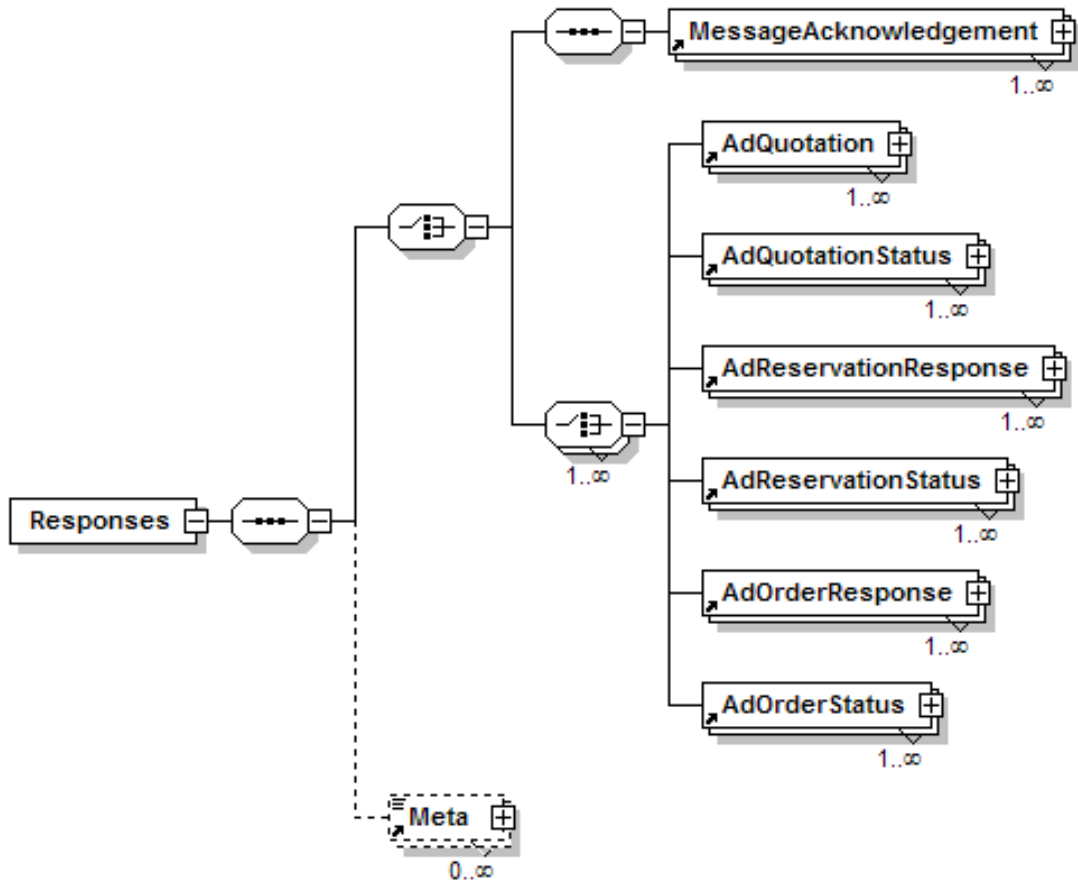 MessageAcknowledgement
1..∞
AdQuotation
1..∞
AdQuotationStatus
1..∞
AdReservationResponse
1..∞
1..∞
AdReservationStatus
1..∞
Responses
AdOrderResponse
1..∞
AdOrderStatus
1..∞
Meta
0..∞